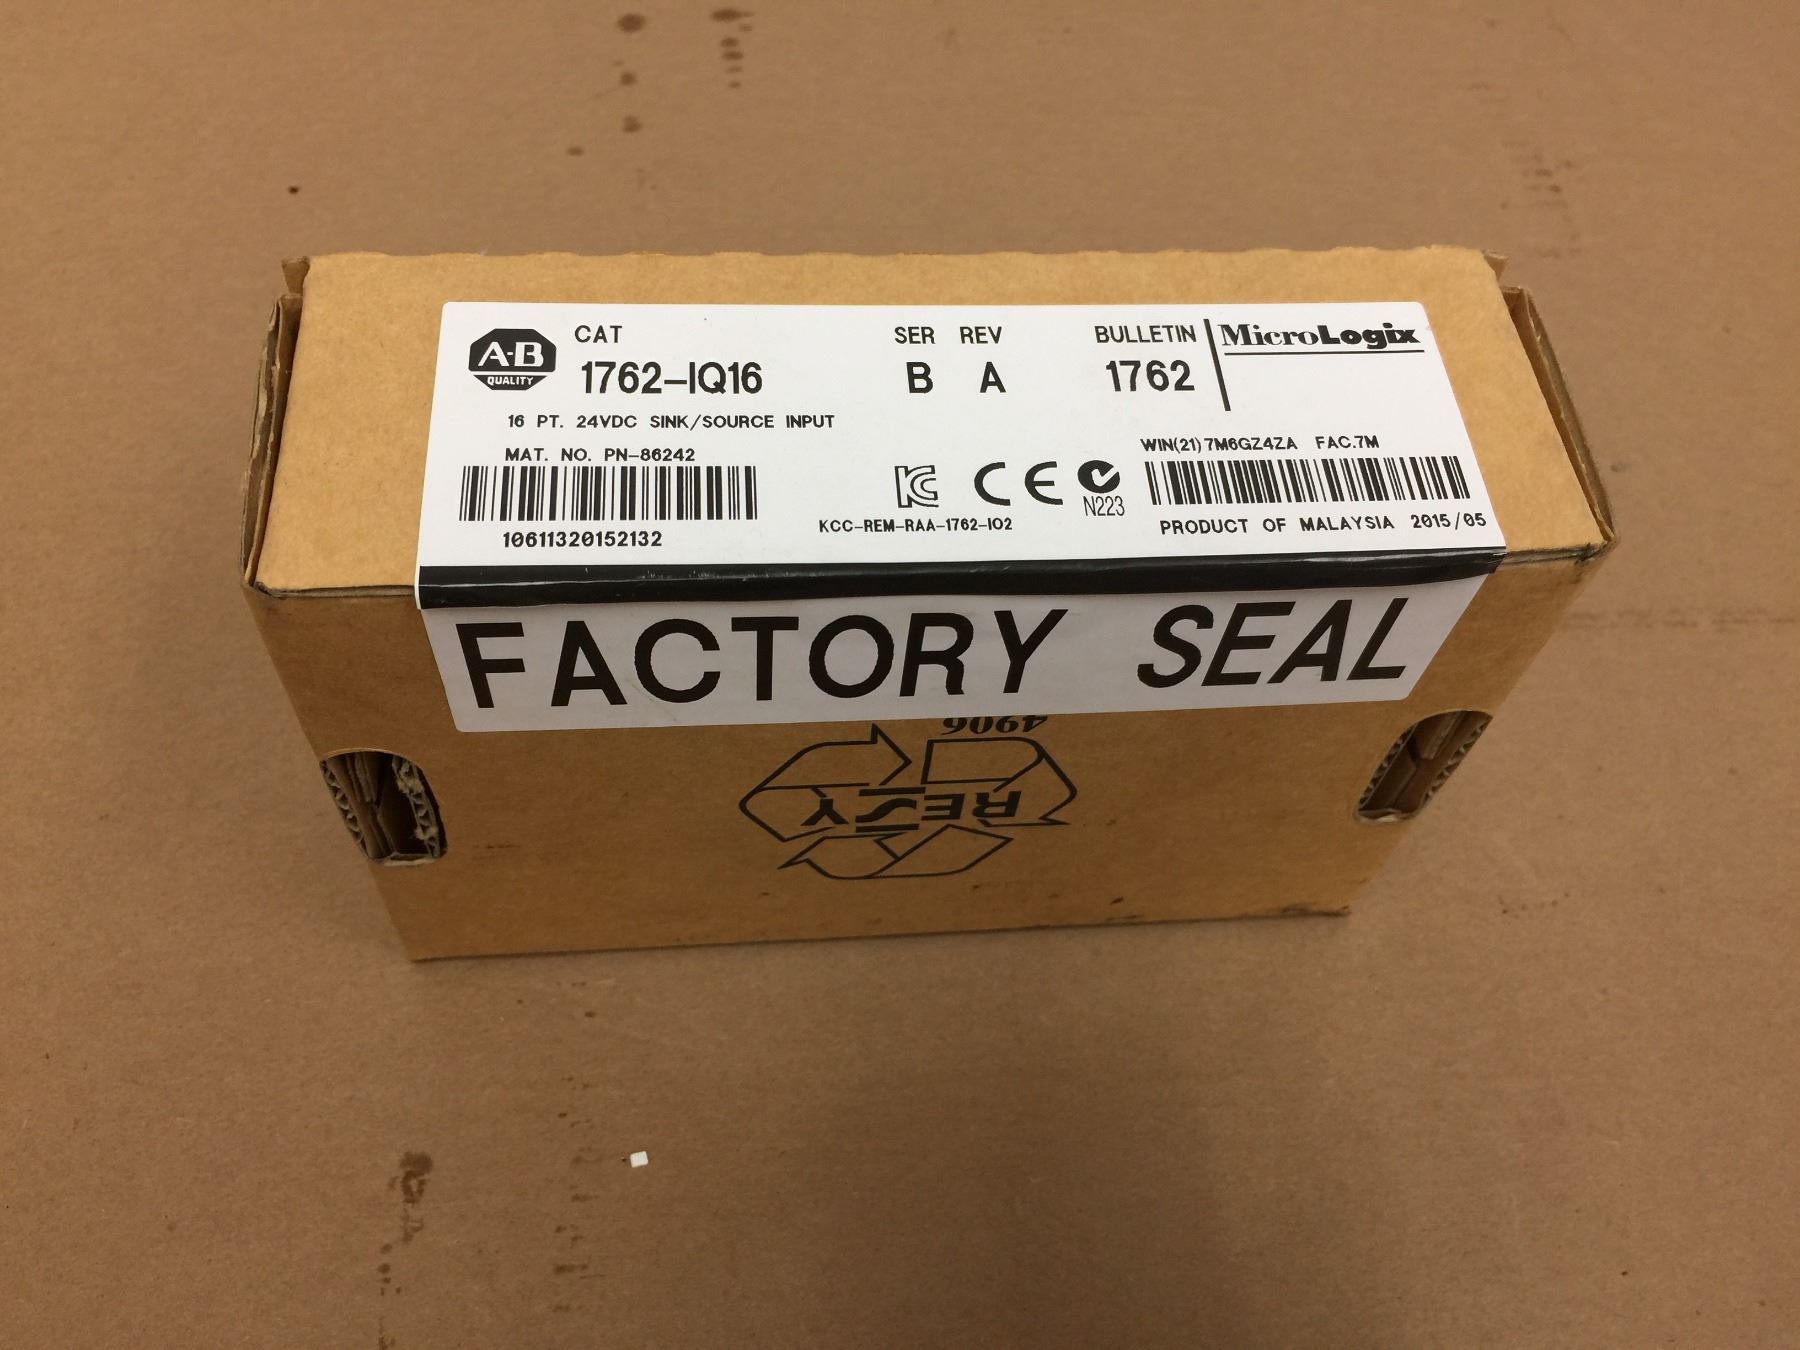 A-B
QUALITY
CAT
1762-IQ16
SER REV
B A
BULLETIN
1762
MicroLogix
16 PT. 24VDC SINK/SOURCE INPUT
MAT. NO. PN-86242
10611320152132
KCC-REM-RAA-1762-IO2
CE
N223
WIN(21)7M6GZ4ZA FAC.7M
PRODUCT OF MALAYSIA 2015/05
FACTORY SEAL
4906
RESY